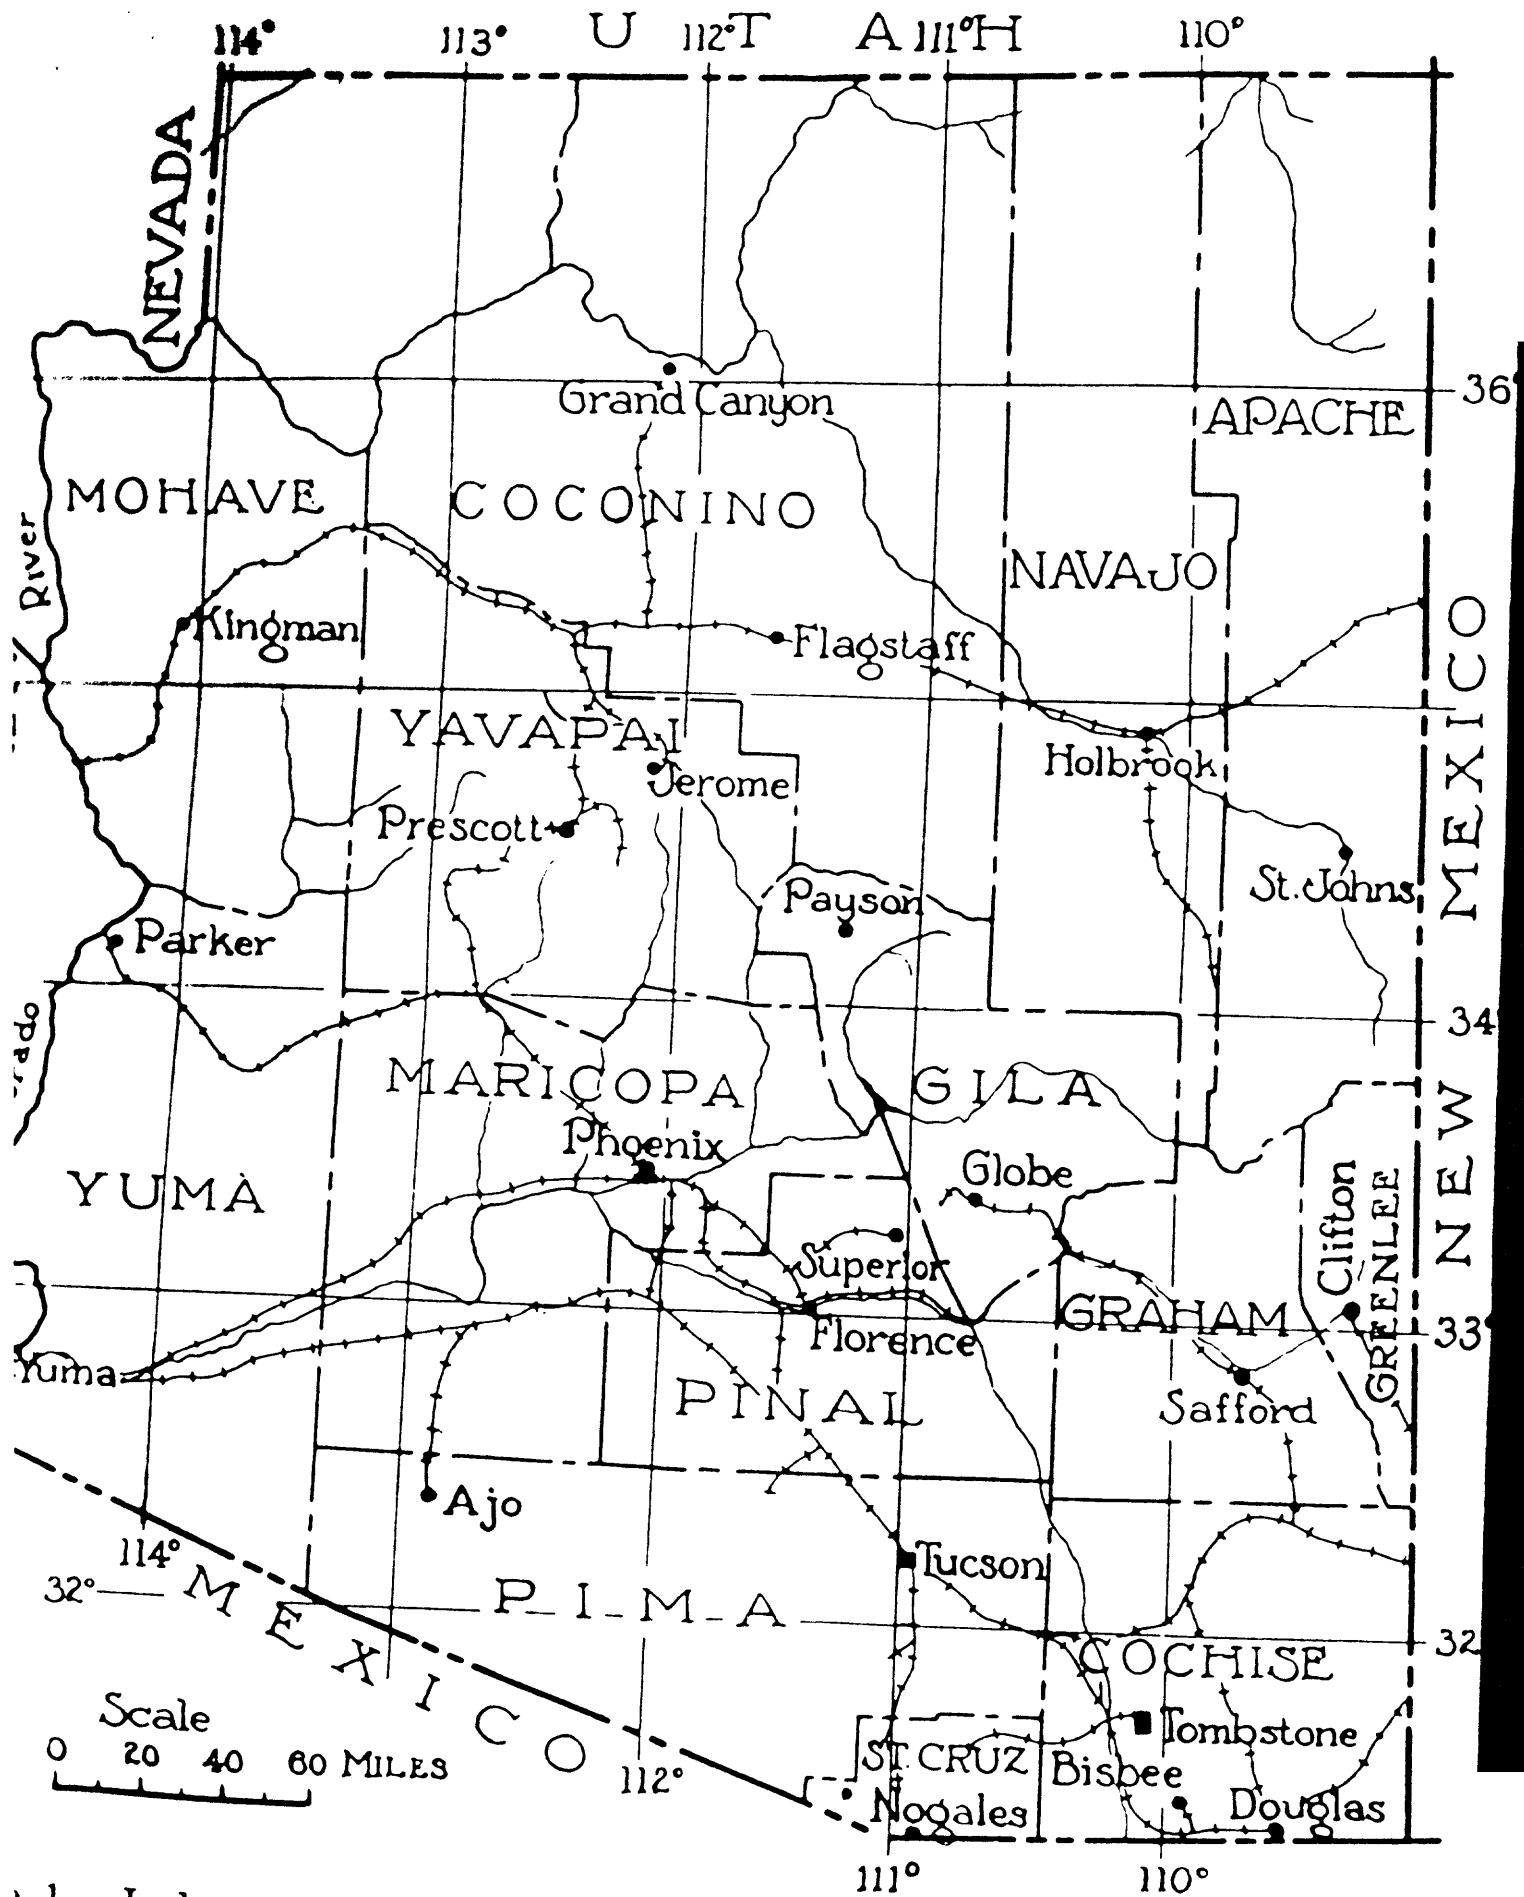 114° 113° 112° 111° 110°
UTAH
NEVADA
Grand Canyon
36°
APACHE
MOHAVE
COCONINO
River
NAVAJO
Kingman
Flagstaff
YAVAPAI
Jerome
Holbrook
Prescott
Payson
St. Johns
NEW MEXICO
Parker
34
MARICOPA
GILA
Phoenix
Globe
YUMA
Clifton
GREENLEE
Superior
GRAHAM
33°
Florence
Yuma
PINAL
Safford
Ajo
114°
Tucson
32°
MEXICO
PIMA
32
COCHISE
Scale
0 20 40 60 MILES
Tombstone
ST. CRUZ
Bisbee
112°
Nogales
Douglas
111° 110°